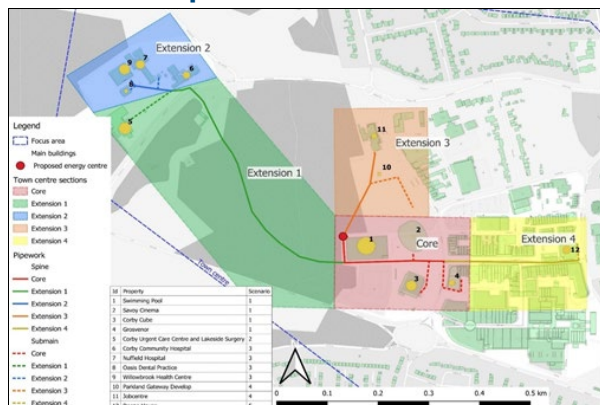 Extension 2
9
7
6
8
5
Extension 1
11
Extension 3
10
1
2
Core
3
4
Extension 4
12
Town centre
Legend
Focus area
Main buildings
Proposed energy centre
Town centre sections
Core
Extension 1
Extension 2
Extension 3
Extension 4
Pipework
Spine
Core
Extension 1
Extension 2
Extension 3
Extension 4
Submain
Core
Extension 1
Extension 2
Extension 3
Extension 4
Id Property Scenario
1 Swimming Pool 1
2 Savoy Cinema 1
3 Corby Cube 1
4 Grosvenor 1
5 Corby Urgent Care Centre and Lakeside Surgery 2
6 Corby Community Hospital 3
7 Nuffield Hospital 3
8 Oasis Dental Practice 3
9 Willowbrook Health Centre 3
10 Parkland Gateway Develop 4
11 Jobcentre 4
0 0.1 0.2 0.3 0.4 0.5 km